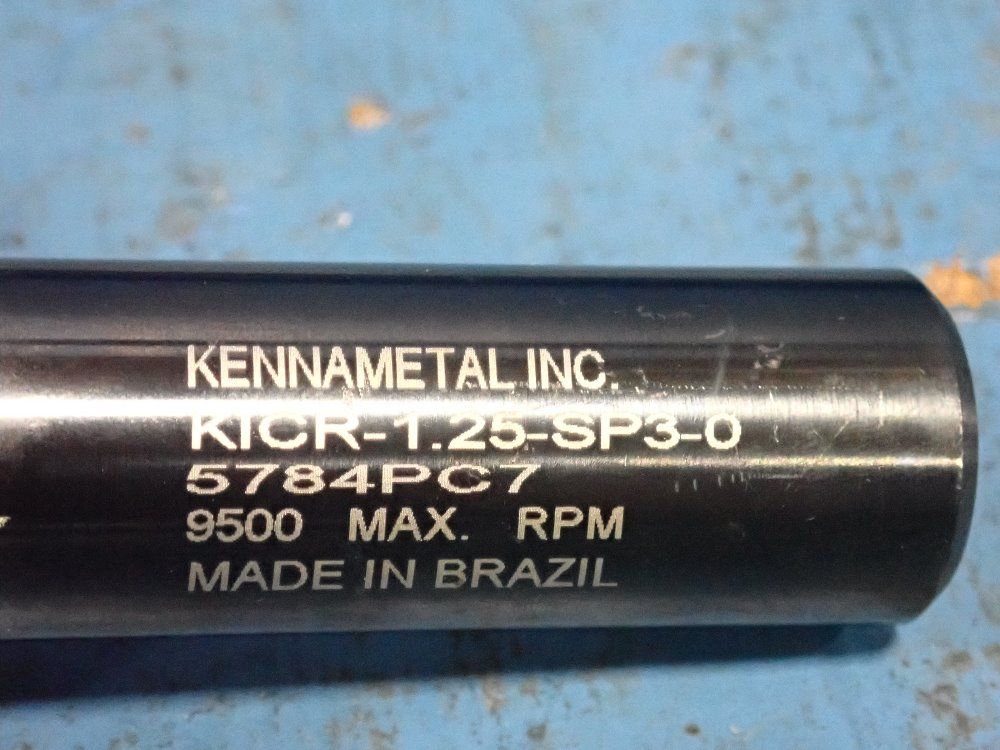 KENNAMETAL INC.
KICR-1.25-SP3-0
5784PC7
9500 MAX. RPM
MADE IN BRAZIL